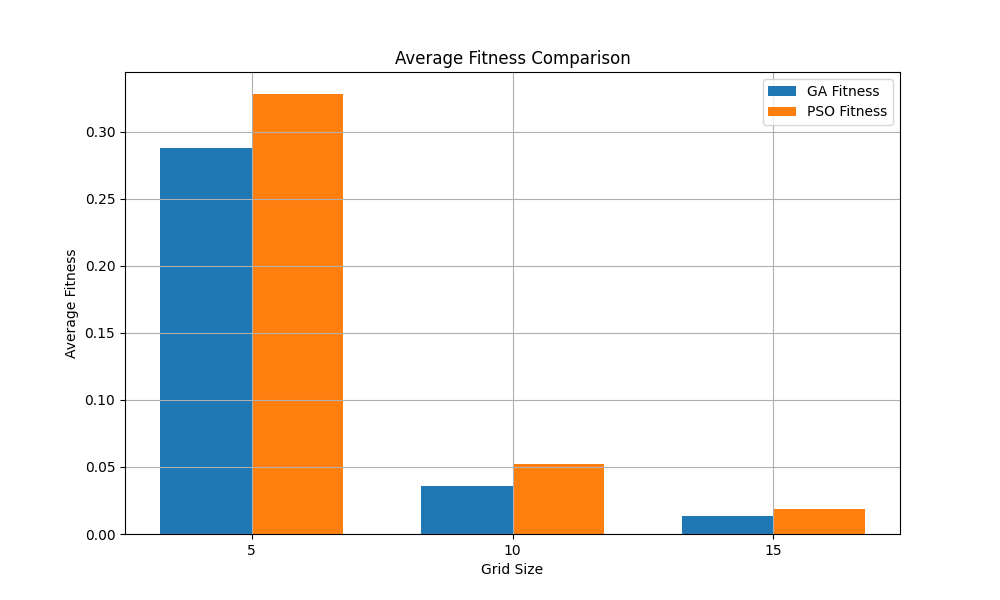 Average Fitness Comparison
GA Fitness
PSO Fitness
Average Fitness
0.30
0.25
0.20
0.15
0.10
0.05
0.00
5
10
15
Grid Size